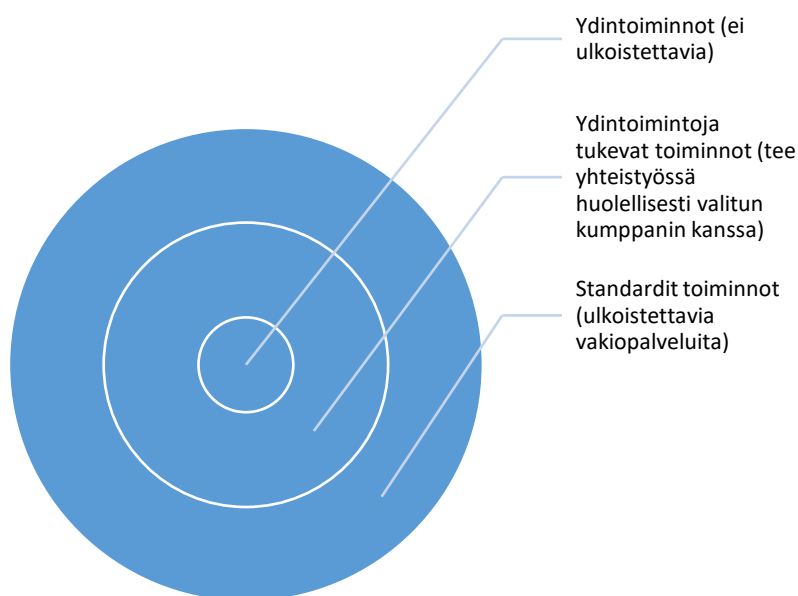 Ydintoiminnot (ei
ulkoistettavia)
Ydintoimintoja
tukevat toiminnot (tee
yhteistyössä
huolellisesti valitun
kumppanin kanssa)
Standardit toiminnot
(ulkoistettavia
vakiopalveluita)